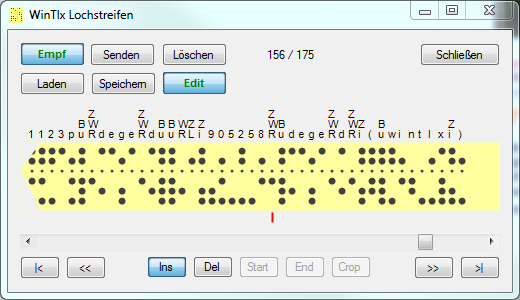 WinTlx Lochstreifen
Empf Senden Löschen 156 / 175 Schließen
Laden Speichern Edit
1 1 2 3 p u R d e g e R d u u R L i 9 0 5 2 5 8 R u d e g e R d R i ( u w i n t l x i )
|< << Ins Del Start End Crop >> >|